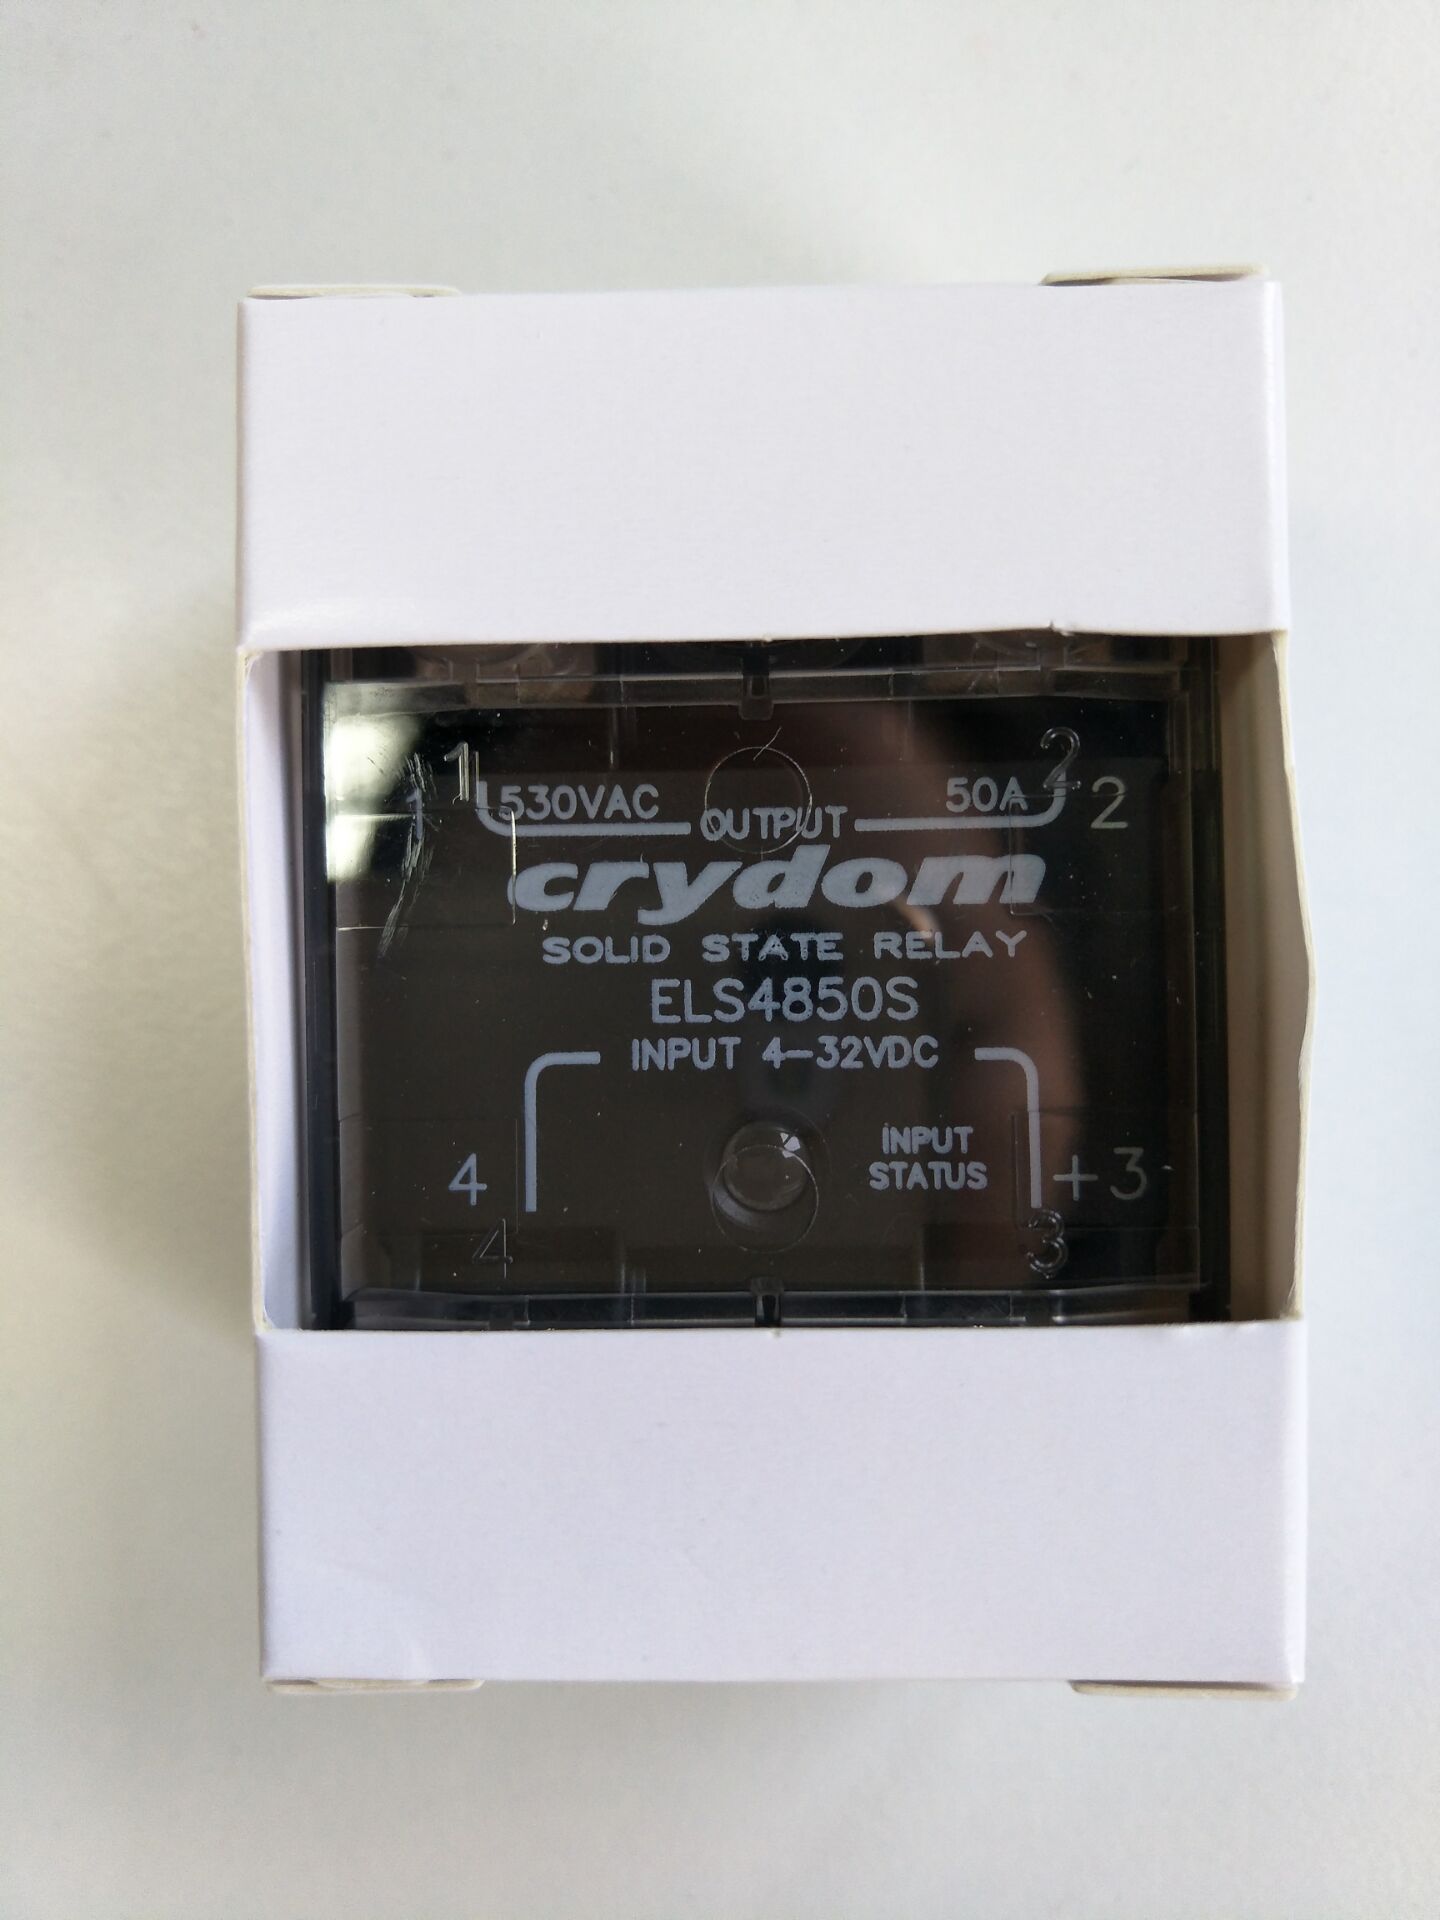 1 2
1 530VAC 50A 2
OUTPUT
crydom
SOLID STATE RELAY
ELS4850S
INPUT 4-32VDC
INPUT
STATUS
4 +3
4 3